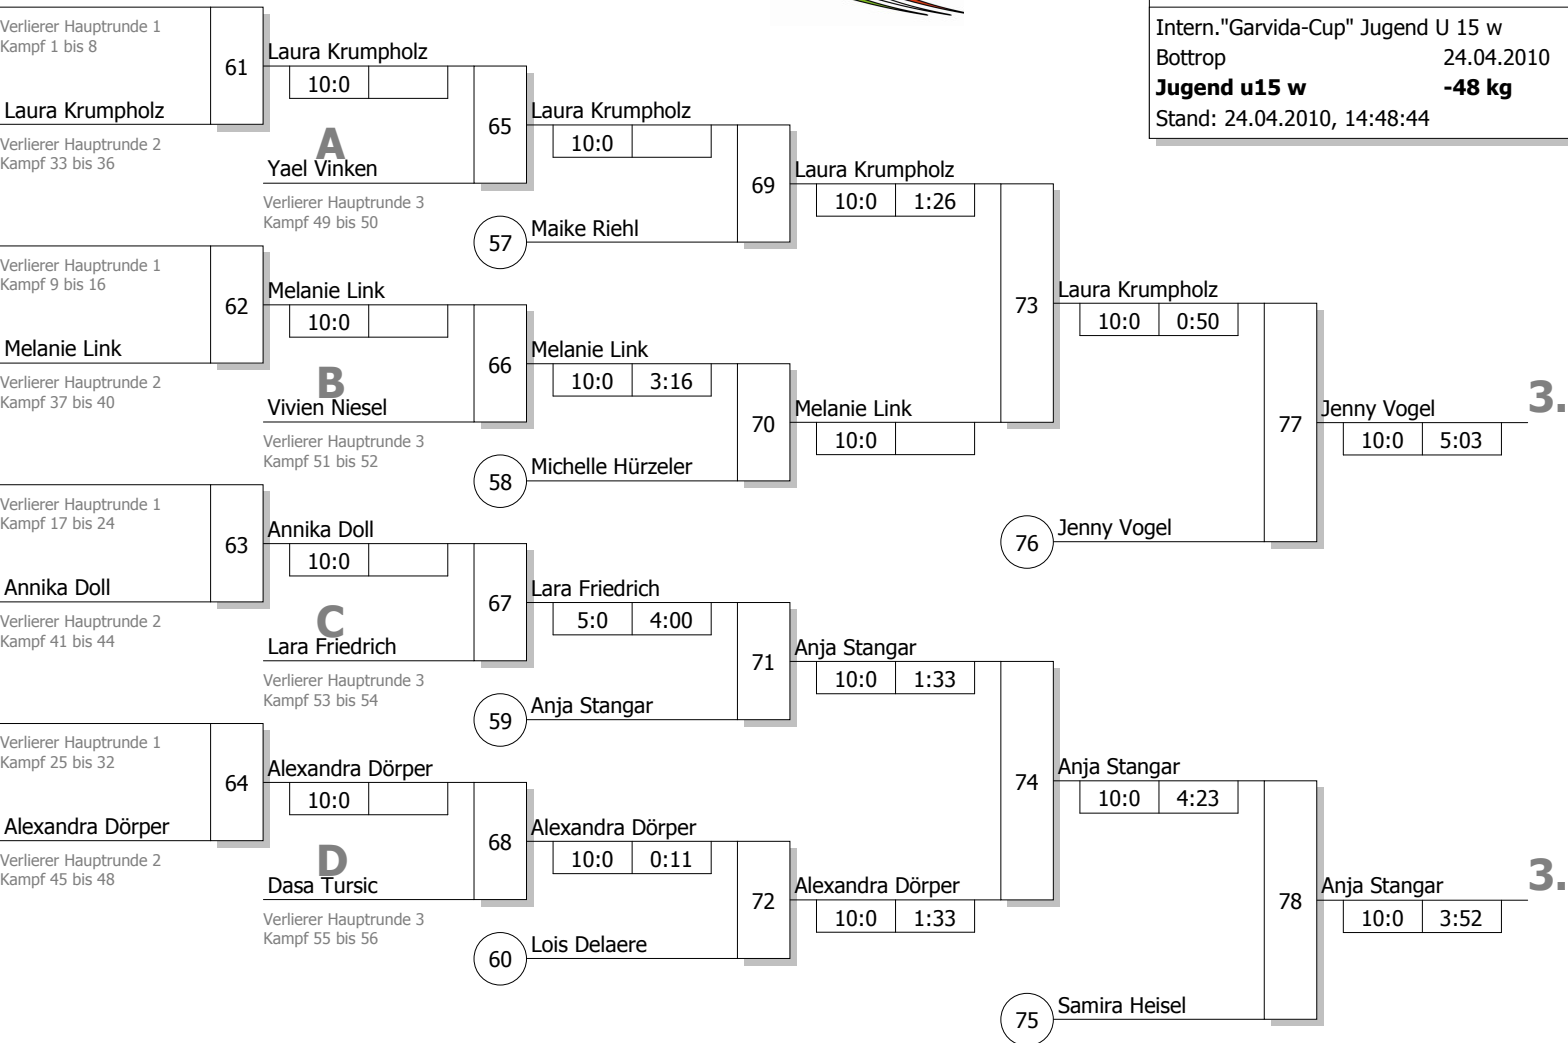 Intern."Garvida-Cup" Jugend U 15 w
Bottrop 24.04.2010
Jugend u15 w -48 kg
Stand: 24.04.2010, 14:48:44
Verlierer Hauptrunde 1
Kampf 1 bis 8
61
Laura Krumpholz
Verlierer Hauptrunde 2
Kampf 33 bis 36
Laura Krumpholz
10:0
A
Yael Vinken
Verlierer Hauptrunde 3
Kampf 49 bis 50
65
Laura Krumpholz
10:0
57
Maike Riehl
69
Laura Krumpholz
10:0 1:26
Verlierer Hauptrunde 1
Kampf 9 bis 16
62
Melanie Link
Verlierer Hauptrunde 2
Kampf 37 bis 40
Melanie Link
10:0
B
Vivien Niesel
Verlierer Hauptrunde 3
Kampf 51 bis 52
66
Melanie Link
10:0 3:16
58
Michelle Hürzeler
70
Melanie Link
10:0
73
Laura Krumpholz
10:0 0:50
76
Jenny Vogel
77
Jenny Vogel
10:0 5:03
3.
Verlierer Hauptrunde 1
Kampf 17 bis 24
63
Annika Doll
Verlierer Hauptrunde 2
Kampf 41 bis 44
Annika Doll
10:0
C
Lara Friedrich
Verlierer Hauptrunde 3
Kampf 53 bis 54
67
Lara Friedrich
5:0 4:00
59
Anja Stangar
71
Anja Stangar
10:0 1:33
Verlierer Hauptrunde 1
Kampf 25 bis 32
64
Alexandra Dörper
Verlierer Hauptrunde 2
Kampf 45 bis 48
Alexandra Dörper
10:0
D
Dasa Tursic
Verlierer Hauptrunde 3
Kampf 55 bis 56
68
Alexandra Dörper
10:0 0:11
60
Lois Delaere
72
Alexandra Dörper
10:0 1:33
74
Anja Stangar
10:0 4:23
75
Samira Heisel
78
Anja Stangar
10:0 3:52
3.